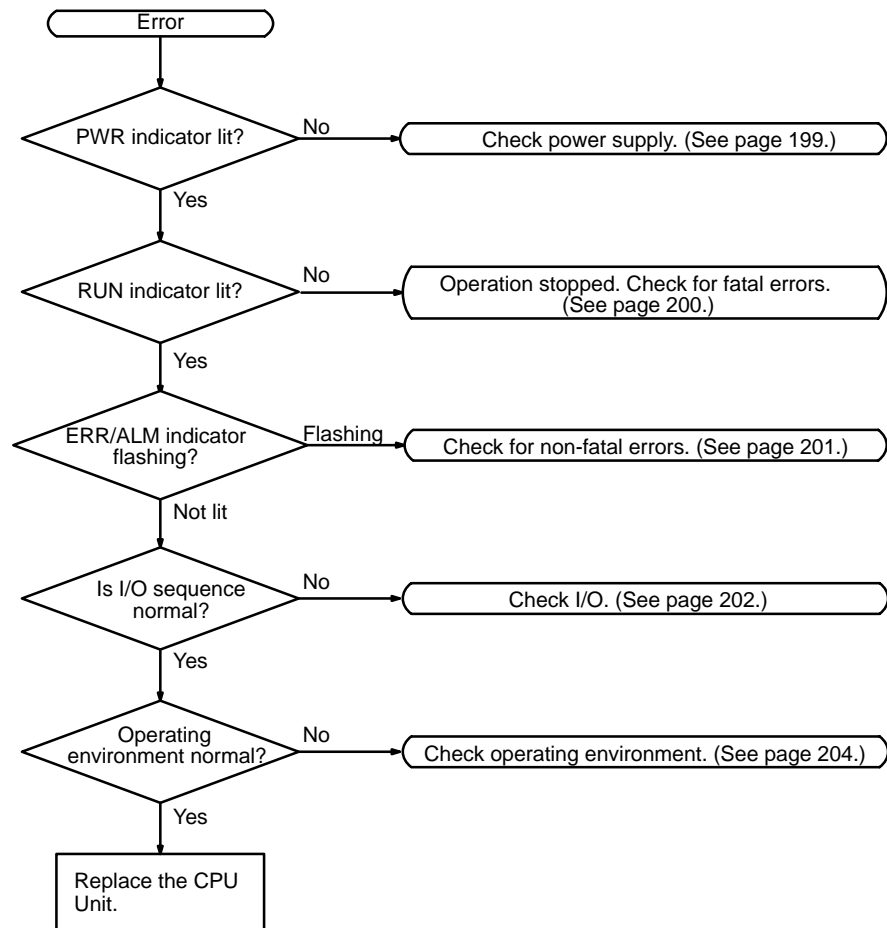 Error
PWR indicator lit?
No
Check power supply. (See page 199.)
Yes
RUN indicator lit?
No
Operation stopped. Check for fatal errors.
(See page 200.)
Yes
ERR/ALM indicator
flashing?
Flashing
Check for non-fatal errors. (See page 201.)
Not lit
Is I/O sequence
normal?
No
Check I/O. (See page 202.)
Yes
Operating
environment normal?
No
Check operating environment. (See page 204.)
Yes
Replace the CPU
Unit.